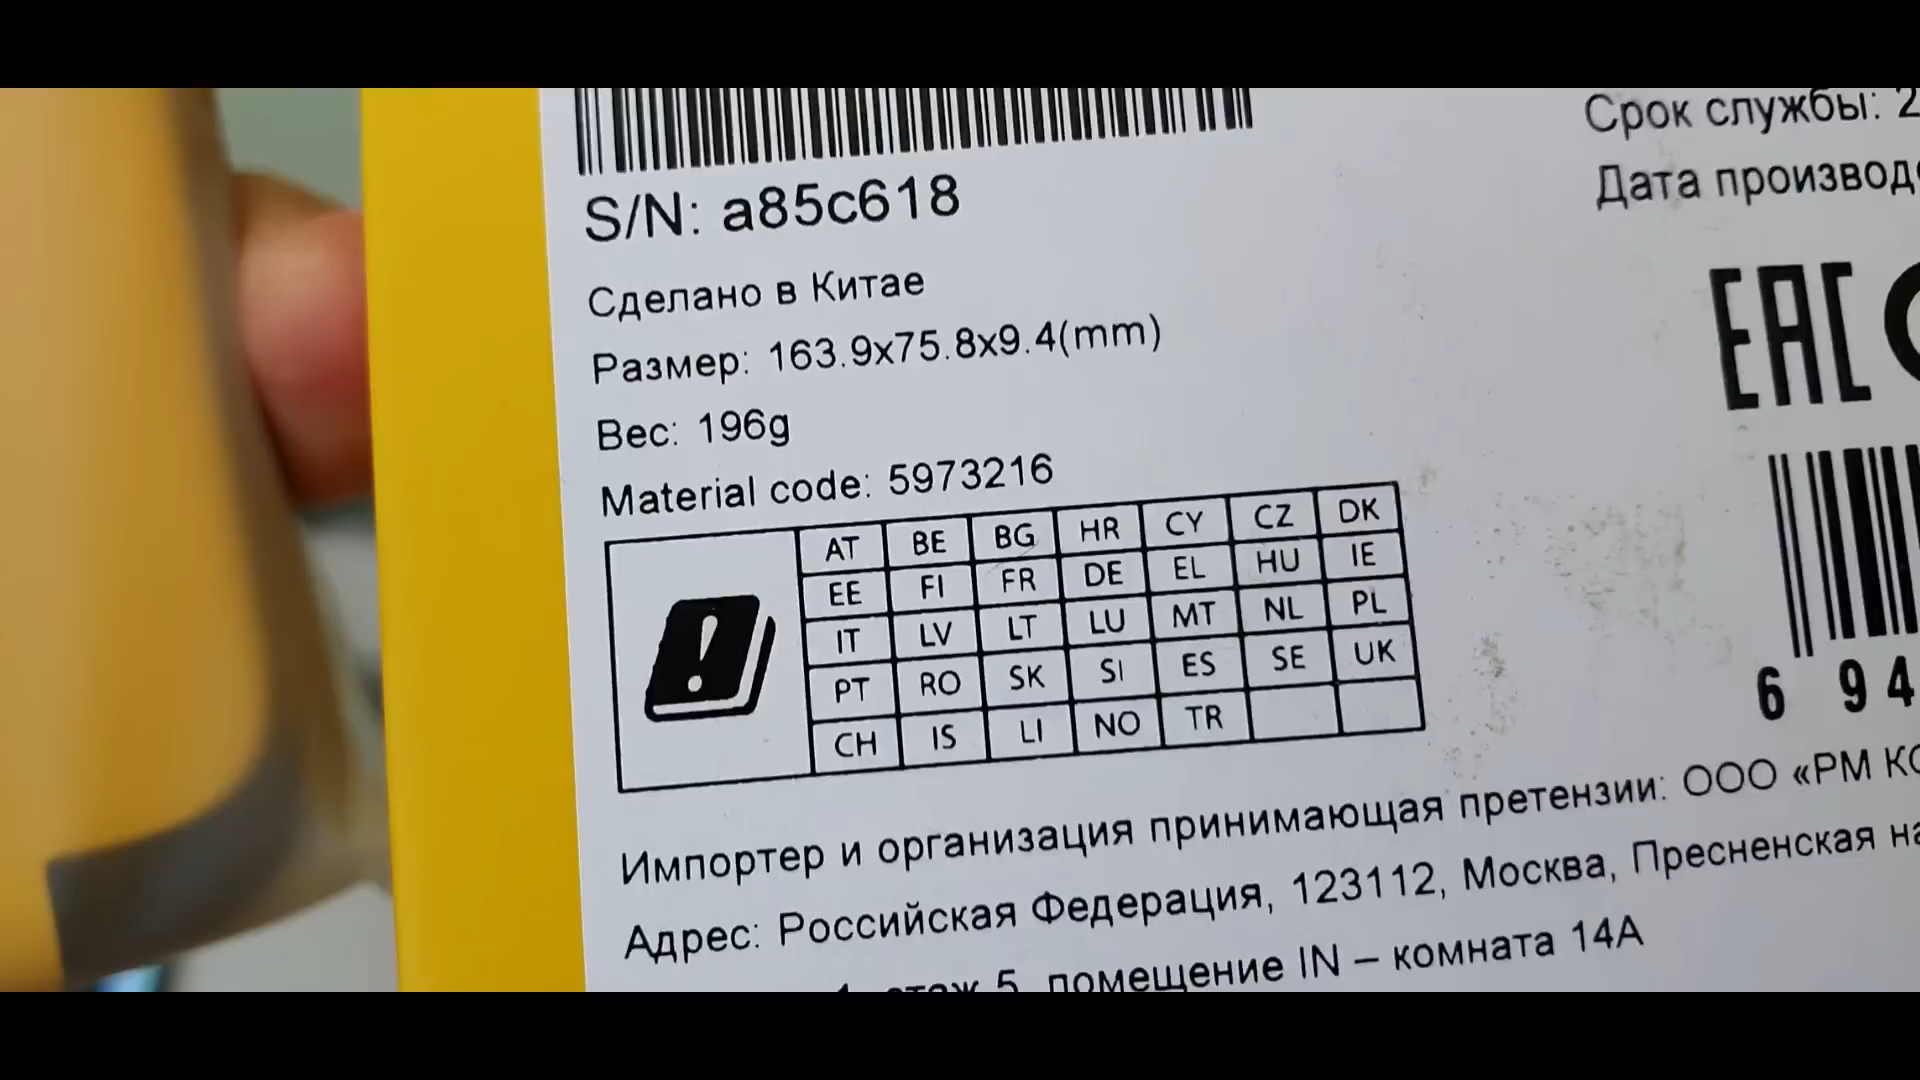 Срок службы:
S/N: a85c618
Сделано в Китае
Размер: 163.9x75.8x9.4(mm)
Вес: 196g
Material code: 5973216
EAC
AT BE BG HR CY CZ DK
EE FI FR DE EL HU IE
IT LV LT LU MT NL PL
PT RO SK SI ES SE UK
CH IS LI NO TR
6 94
Импортер и организация принимающая претензии: ООО «РМ
Адрес: Российская Федерация, 123112, Москва, Пресненская
этаж 5, помещение IN – комната 14А